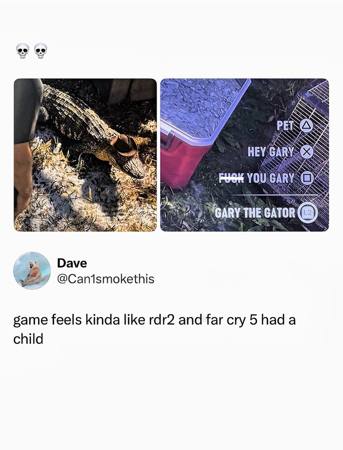 💀💀
PET
HEY GARY
FUCK YOU GARY
GARY THE GATOR
Dave
@Can1smokethis
game feels kinda like rdr2 and far cry 5 had a
child